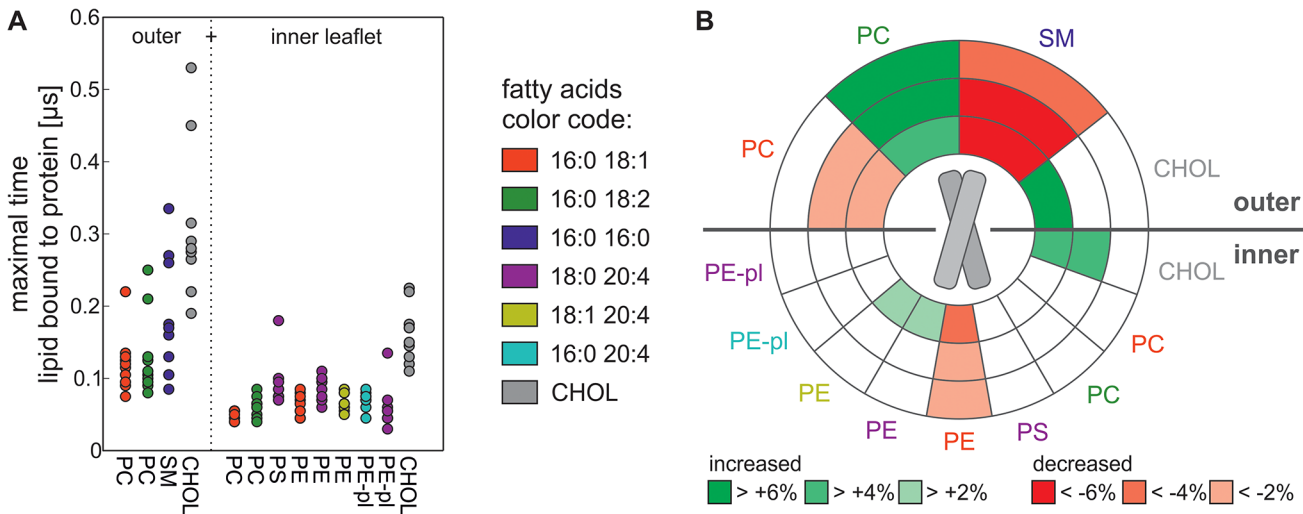 A
0.6
0.5
0.4
0.3
0.2
0.1
0
maximal time
lipid bound to protein [µs]
outer + inner leaflet
PC
PC
SM
CHOL
PC
PC
PS
PE
PE
PE
PE-pl
PE-pl
CHOL
fatty acids
color code:
16:0 18:1
16:0 18:2
16:0 16:0
18:0 20:4
18:1 20:4
16:0 20:4
CHOL
B
PC
SM
PC
CHOL
outer
inner
PE-pl
CHOL
PE-pl
PC
PE
PC
PE
PS
PE
increased
> +6% > +4% > +2%
decreased
< -6% < -4% < -2%